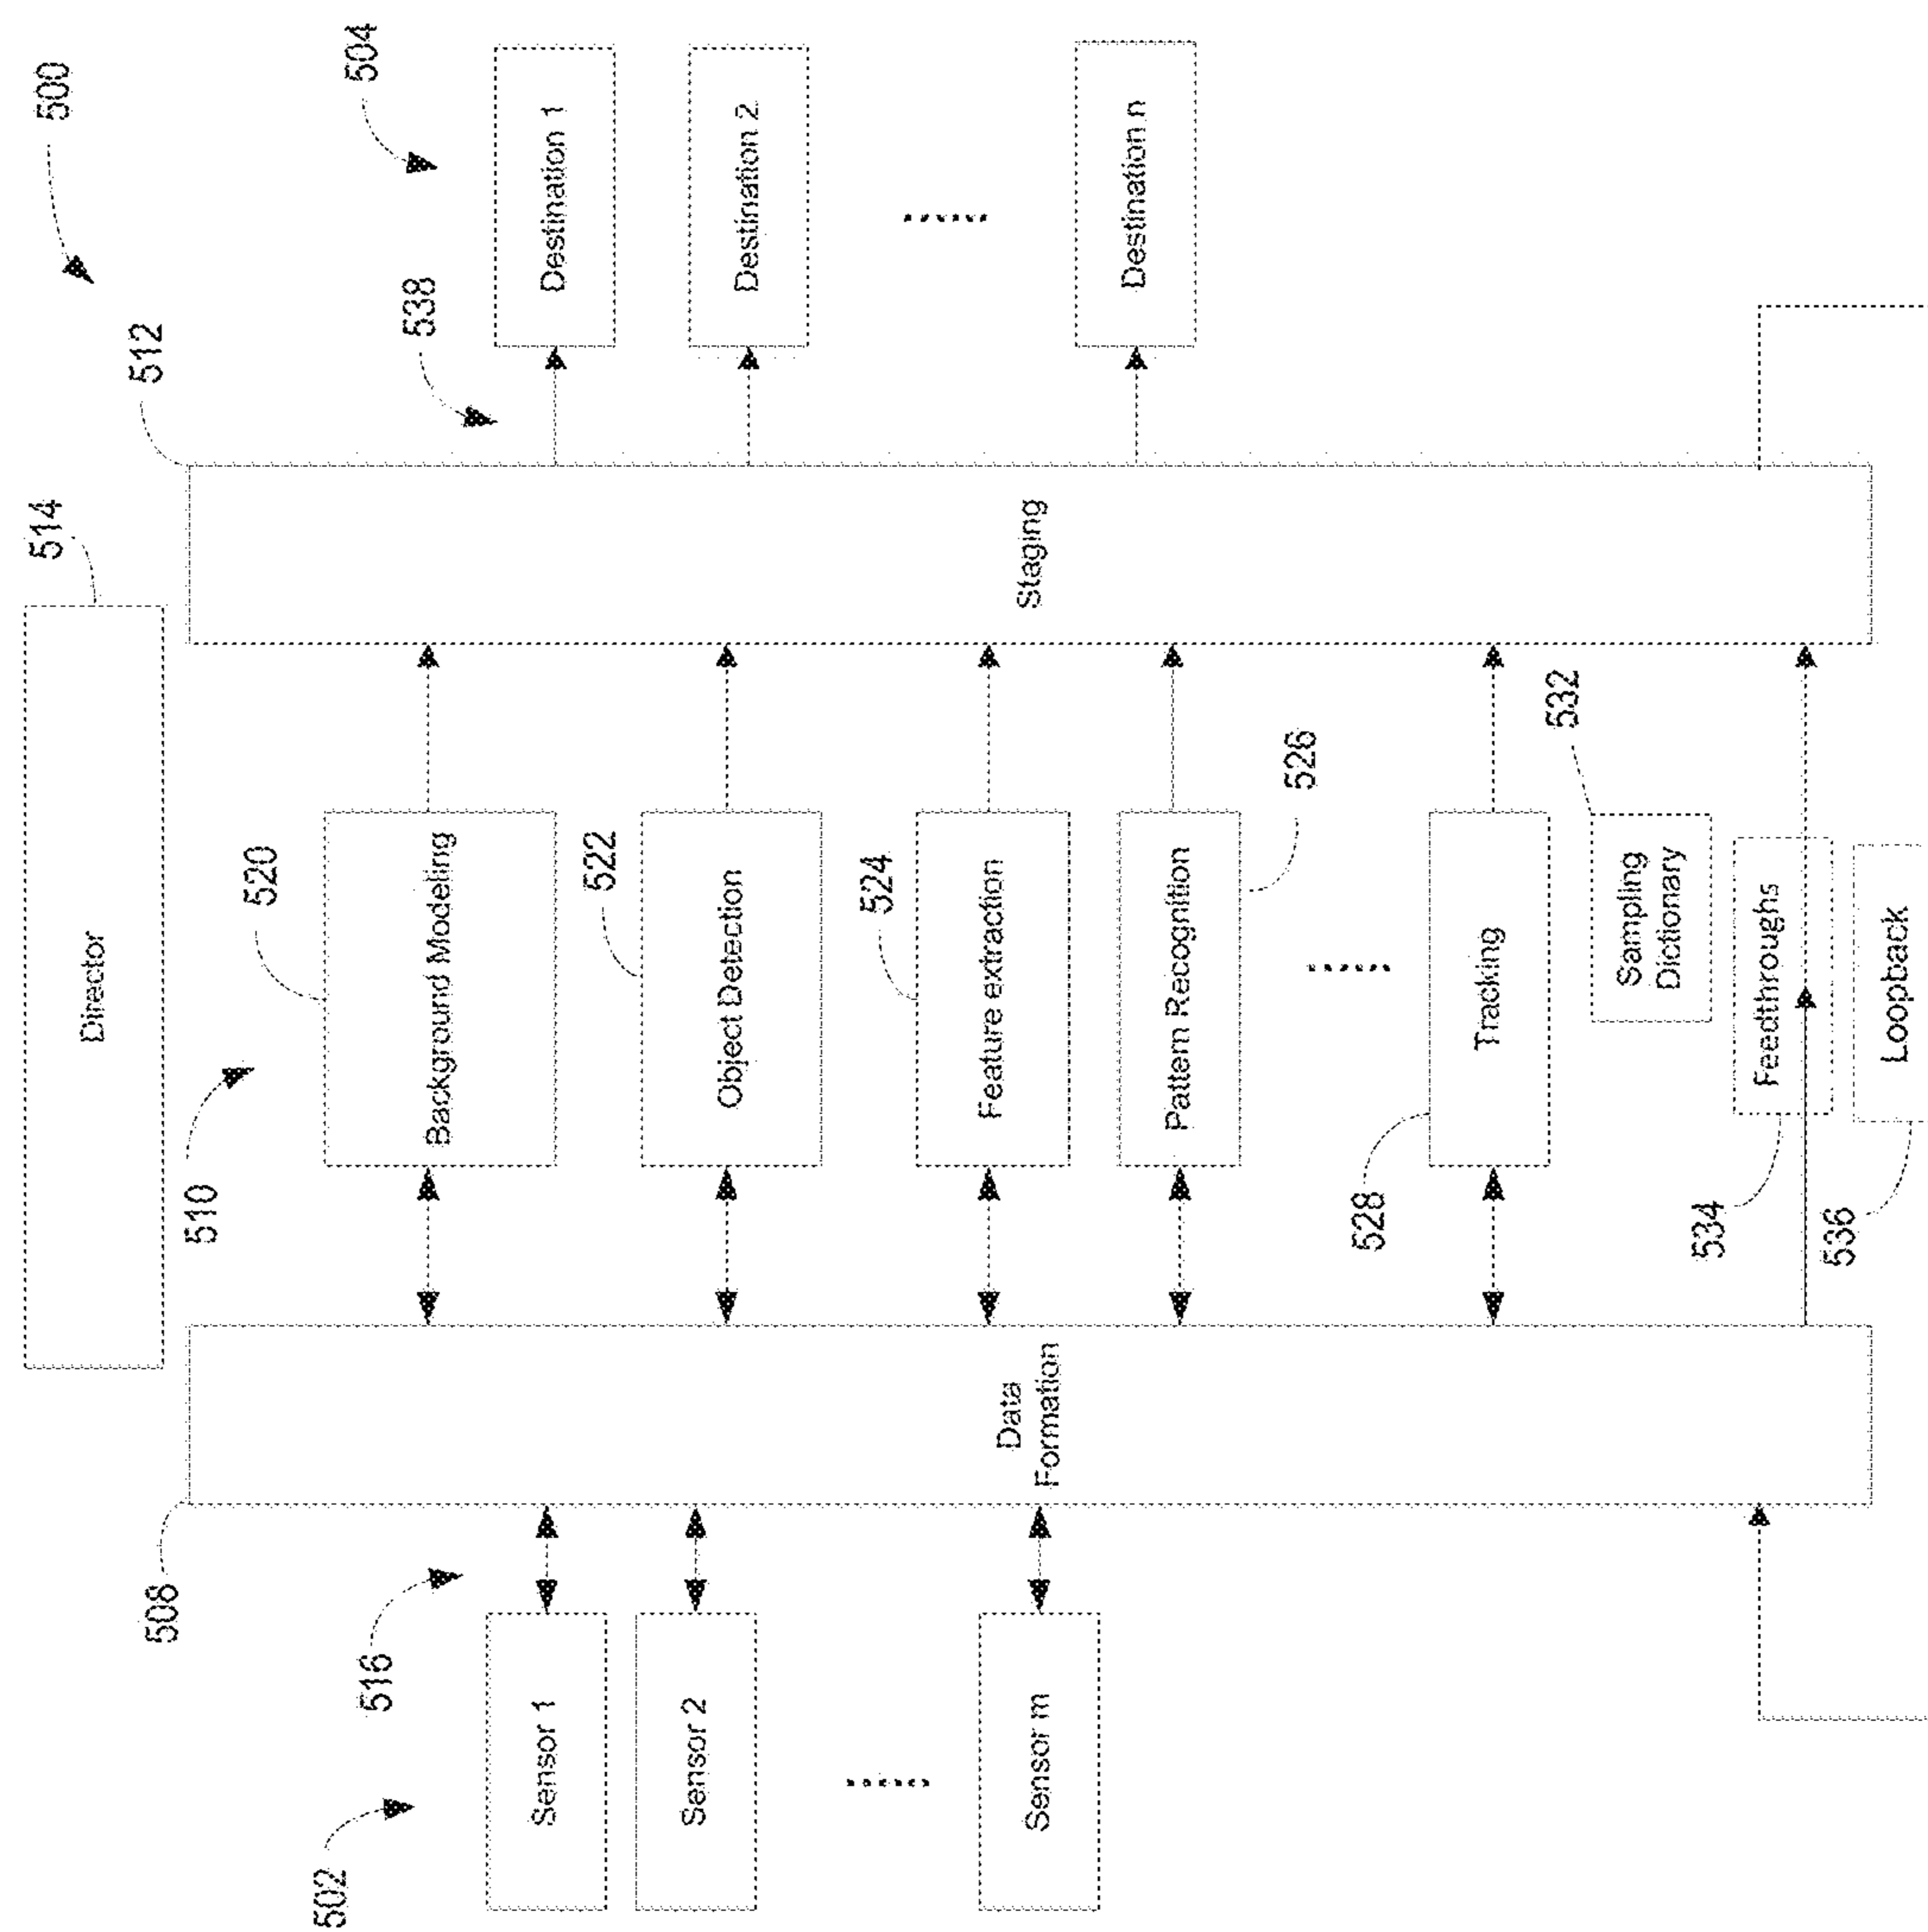 500
Director
514
512
504
508
510
502
516
538
520
Background Modeling
Destination 1
Sensor 1
522
Object Detection
Destination 2
Sensor 2
524
Feature extraction
Data
Formation
Staging
Sensor m
Destination n
Pattern Recognition
526
528
Tracking
532
Sampling
Dictionary
534
Feedthroughs
536
Loopback